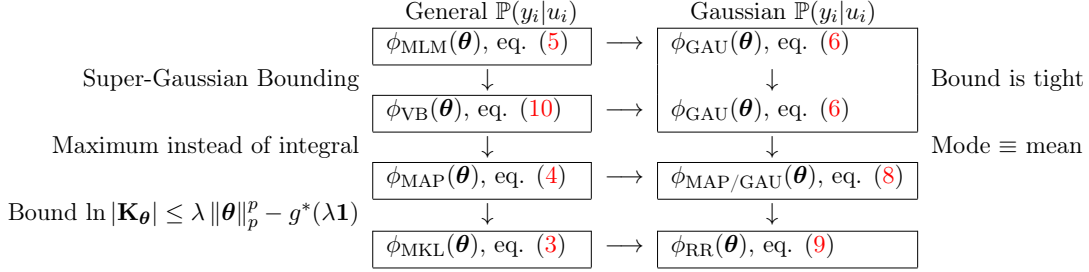 General ℙ(y_i|u_i) Gaussian ℙ(y_i|u_i)
ϕ_MLM(θ), eq. (5) ⟶ ϕ_GAU(θ), eq. (6)
Super-Gaussian Bounding ↓ ↓ Bound is tight
ϕ_VB(θ), eq. (10) ⟶ ϕ_GAU(θ), eq. (6)
Maximum instead of integral ↓ ↓ Mode ≡ mean
ϕ_MAP(θ), eq. (4) ⟶ ϕ_MAP/GAU(θ), eq. (8)
Bound ln |K_θ| ≤ λ ‖θ‖_p^p − g*(λ1) ↓ ↓
ϕ_MKL(θ), eq. (3) ⟶ ϕ_RR(θ), eq. (9)